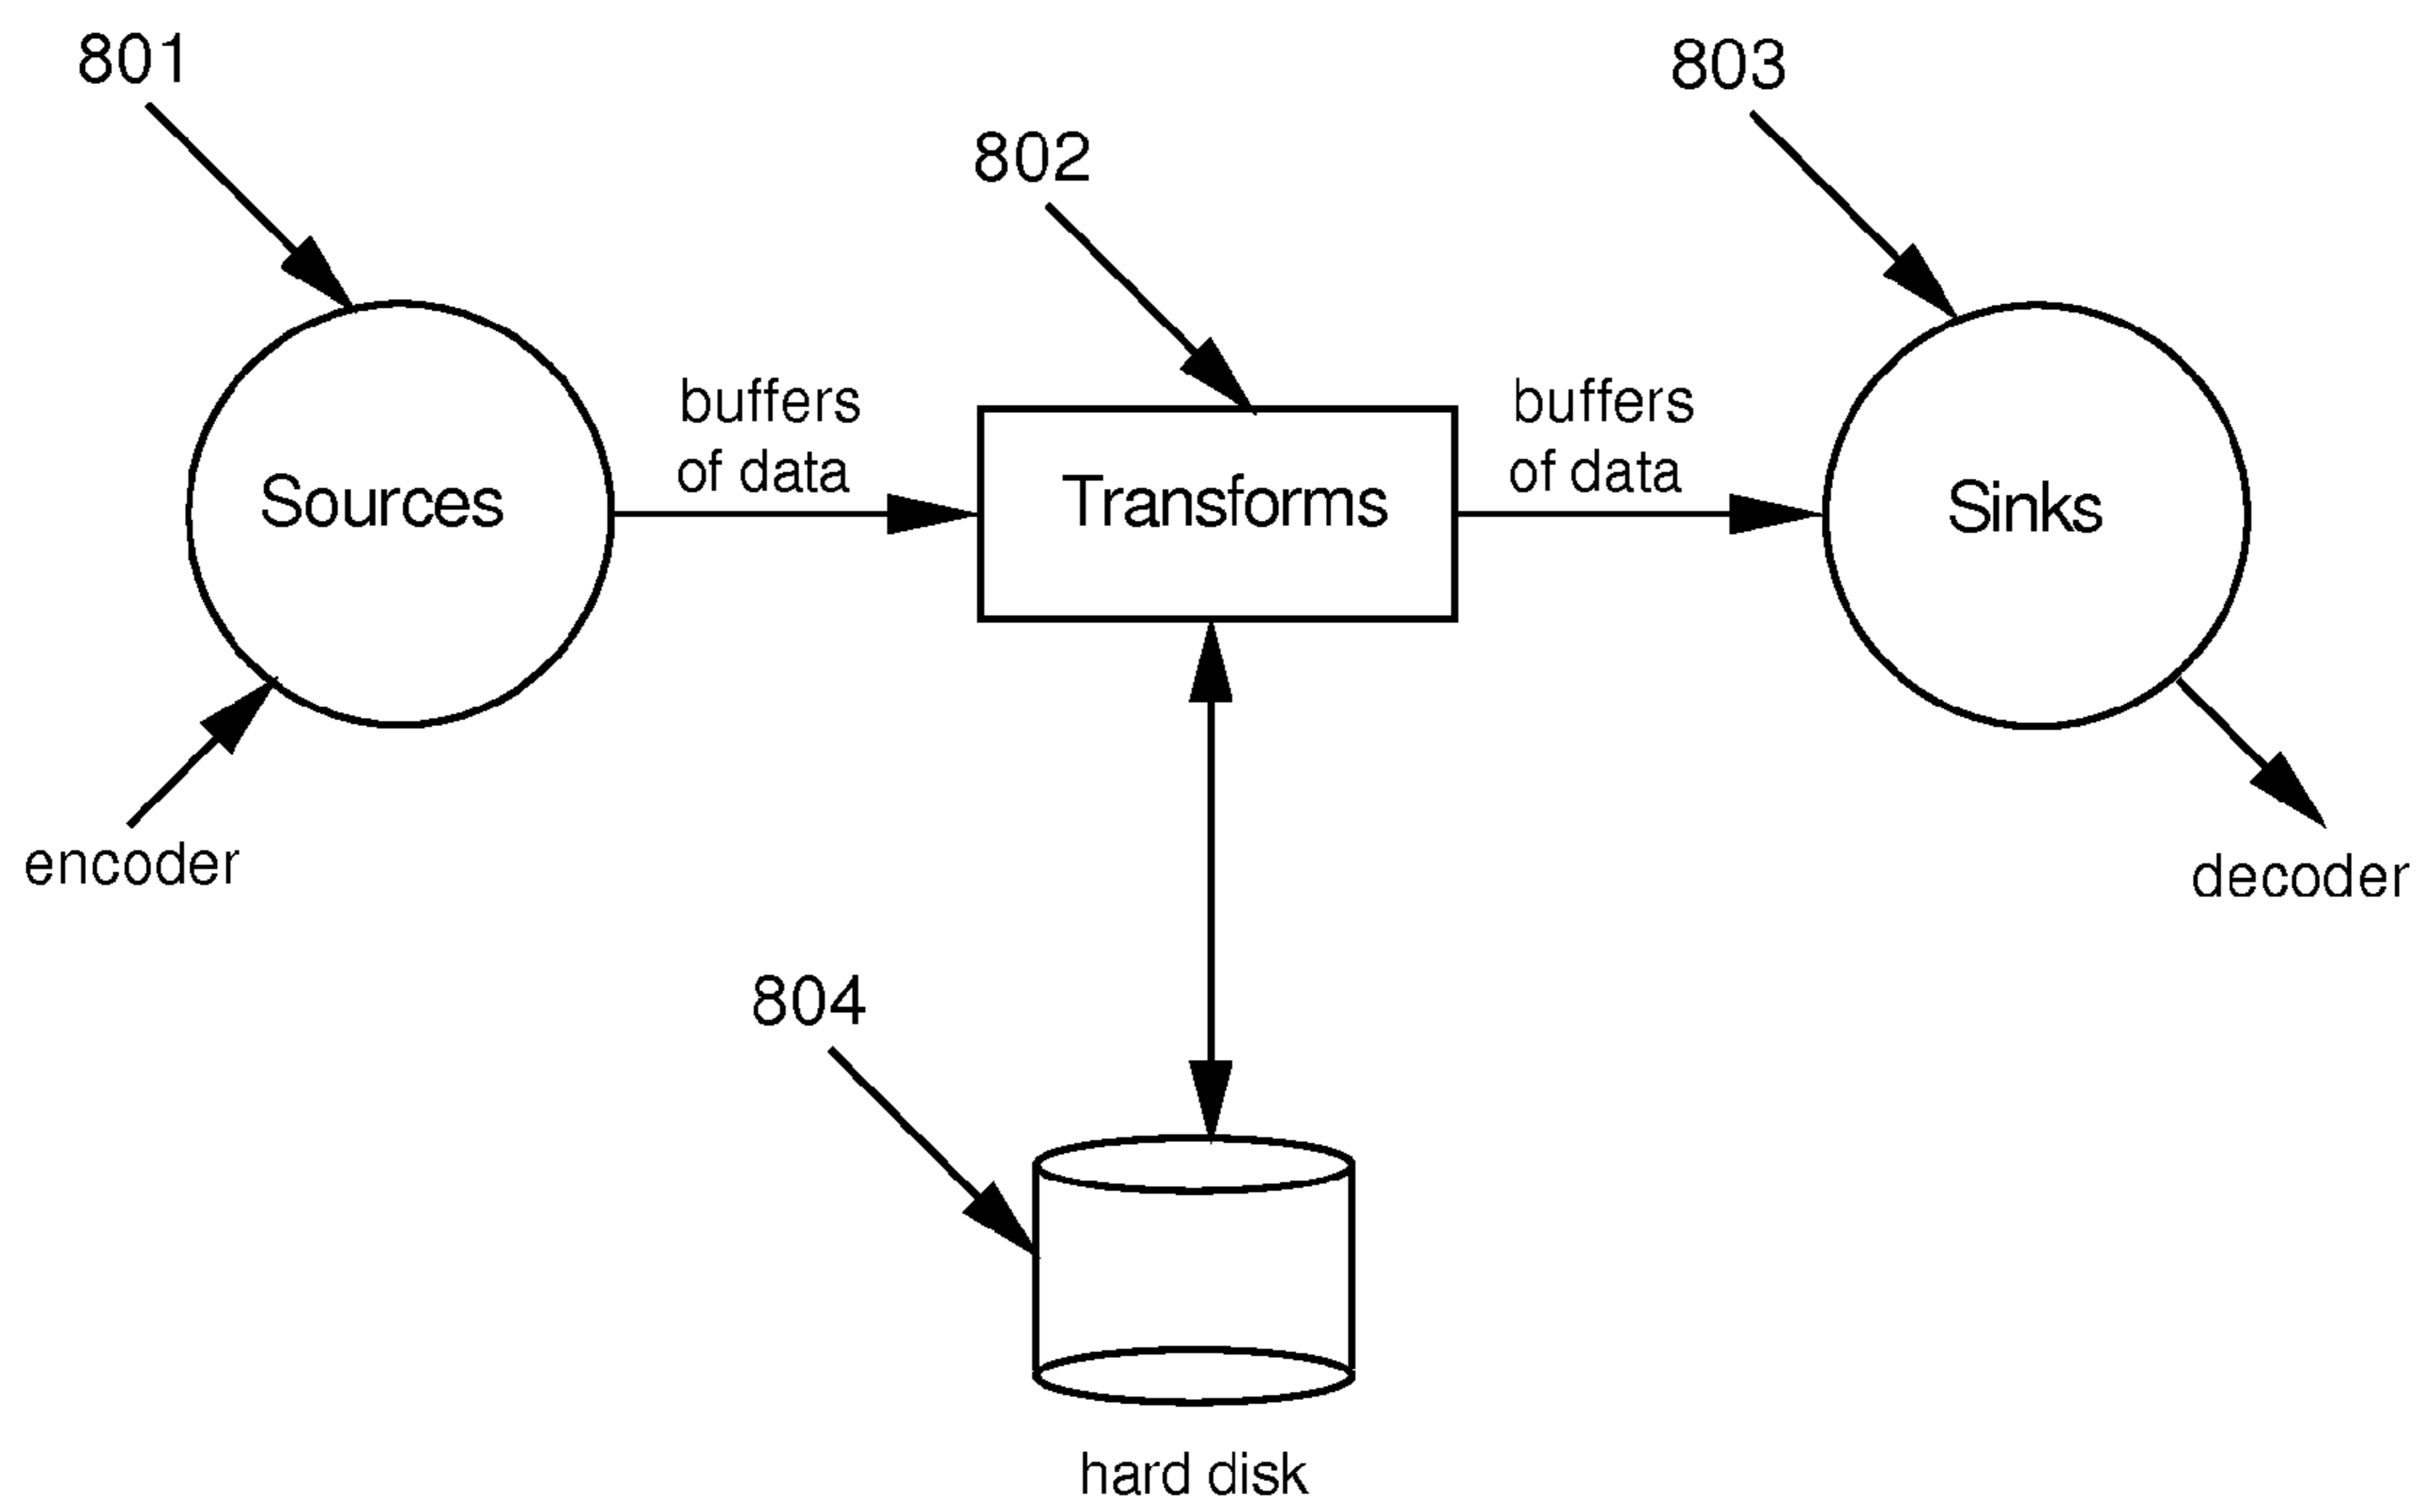 801
803
802
buffers
of data
buffers
of data
Sources
Transforms
Sinks
encoder
decoder
804
hard disk